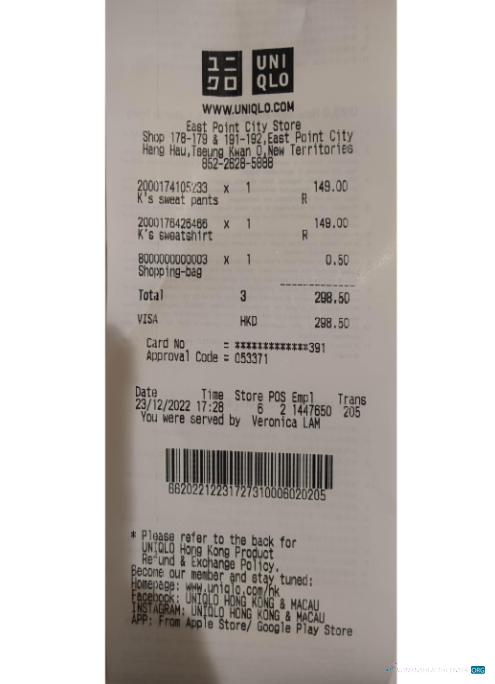 ユニ
クロ
UNI
QLO
WWW.UNIQLO.COM
East Point City Store
Shop 178-179 & 191-192,East Point City
Hang Hau,Tseung Kwan O,New Territories
852-2628-5888
2000174105233 x 1 149.00
K's sweat pants R
2000176426466 x 1 149.00
K's sweatshirt R
8000000000003 x 1 0.50
Shopping-bag
Total 3 298.50
VISA HKD 298.50
Card No = *************391
Approval Code = 053371
Date Time Store POS Empl Trans
23/12/2022 17:28 6 2 1447650 205
You were served by Veronica LAM
66202212231727310006020205
* Please refer to the back for
UNIQLO Hong Kong Product
Refund & Exchange Policy.
Become our member and stay tuned:
Homepage: www.uniqlo.com/hk
Facebook: UNIQLO HONG KONG & MACAU
INSTAGRAM: UNIQLO HONG KONG & MACAU
APP: From Apple Store/ Google Play Store